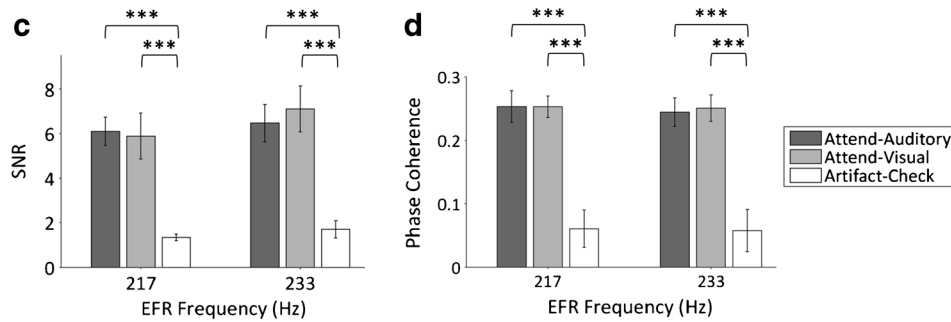 c
*** ***
*** ***
8
6
4
2
0
SNR
217 233
EFR Frequency (Hz)
d
*** ***
*** ***
0.3
0.2
0.1
0
Phase Coherence
217 233
EFR Frequency (Hz)
Attend-Auditory
Attend-Visual
Artifact-Check